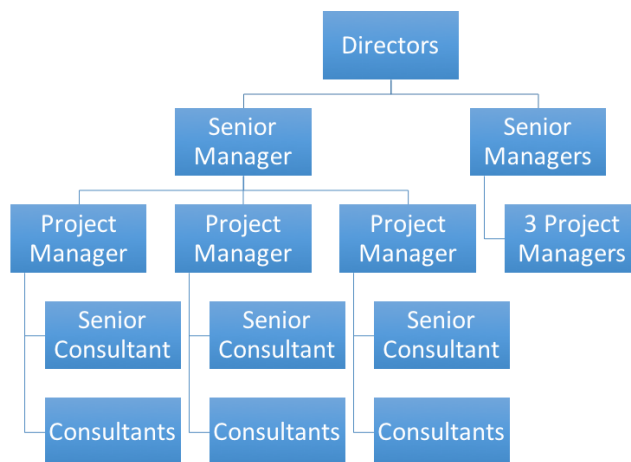 Directors
Senior
Manager
Senior
Managers
Project
Manager
Project
Manager
Project
Manager
3 Project
Managers
Senior
Consultant
Senior
Consultant
Senior
Consultant
Consultants
Consultants
Consultants